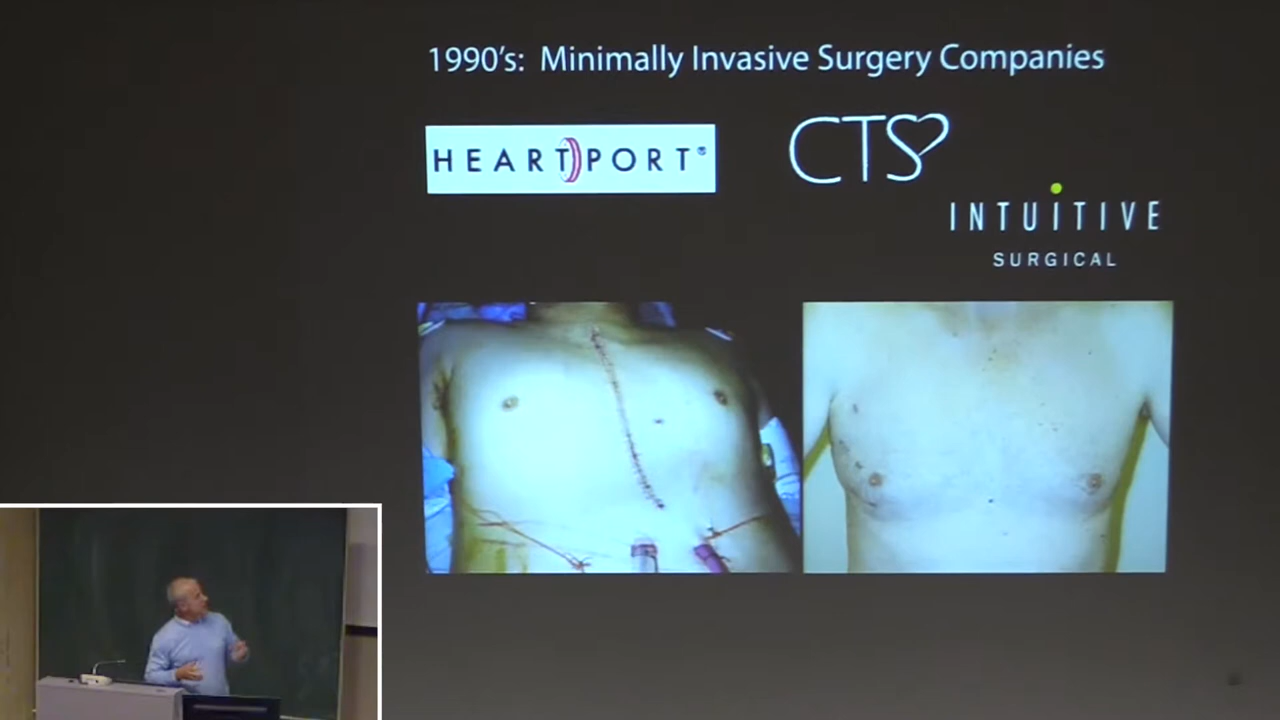 1990's: Minimally Invasive Surgery Companies
HEARTPORT®
CTS
INTUITIVE
SURGICAL